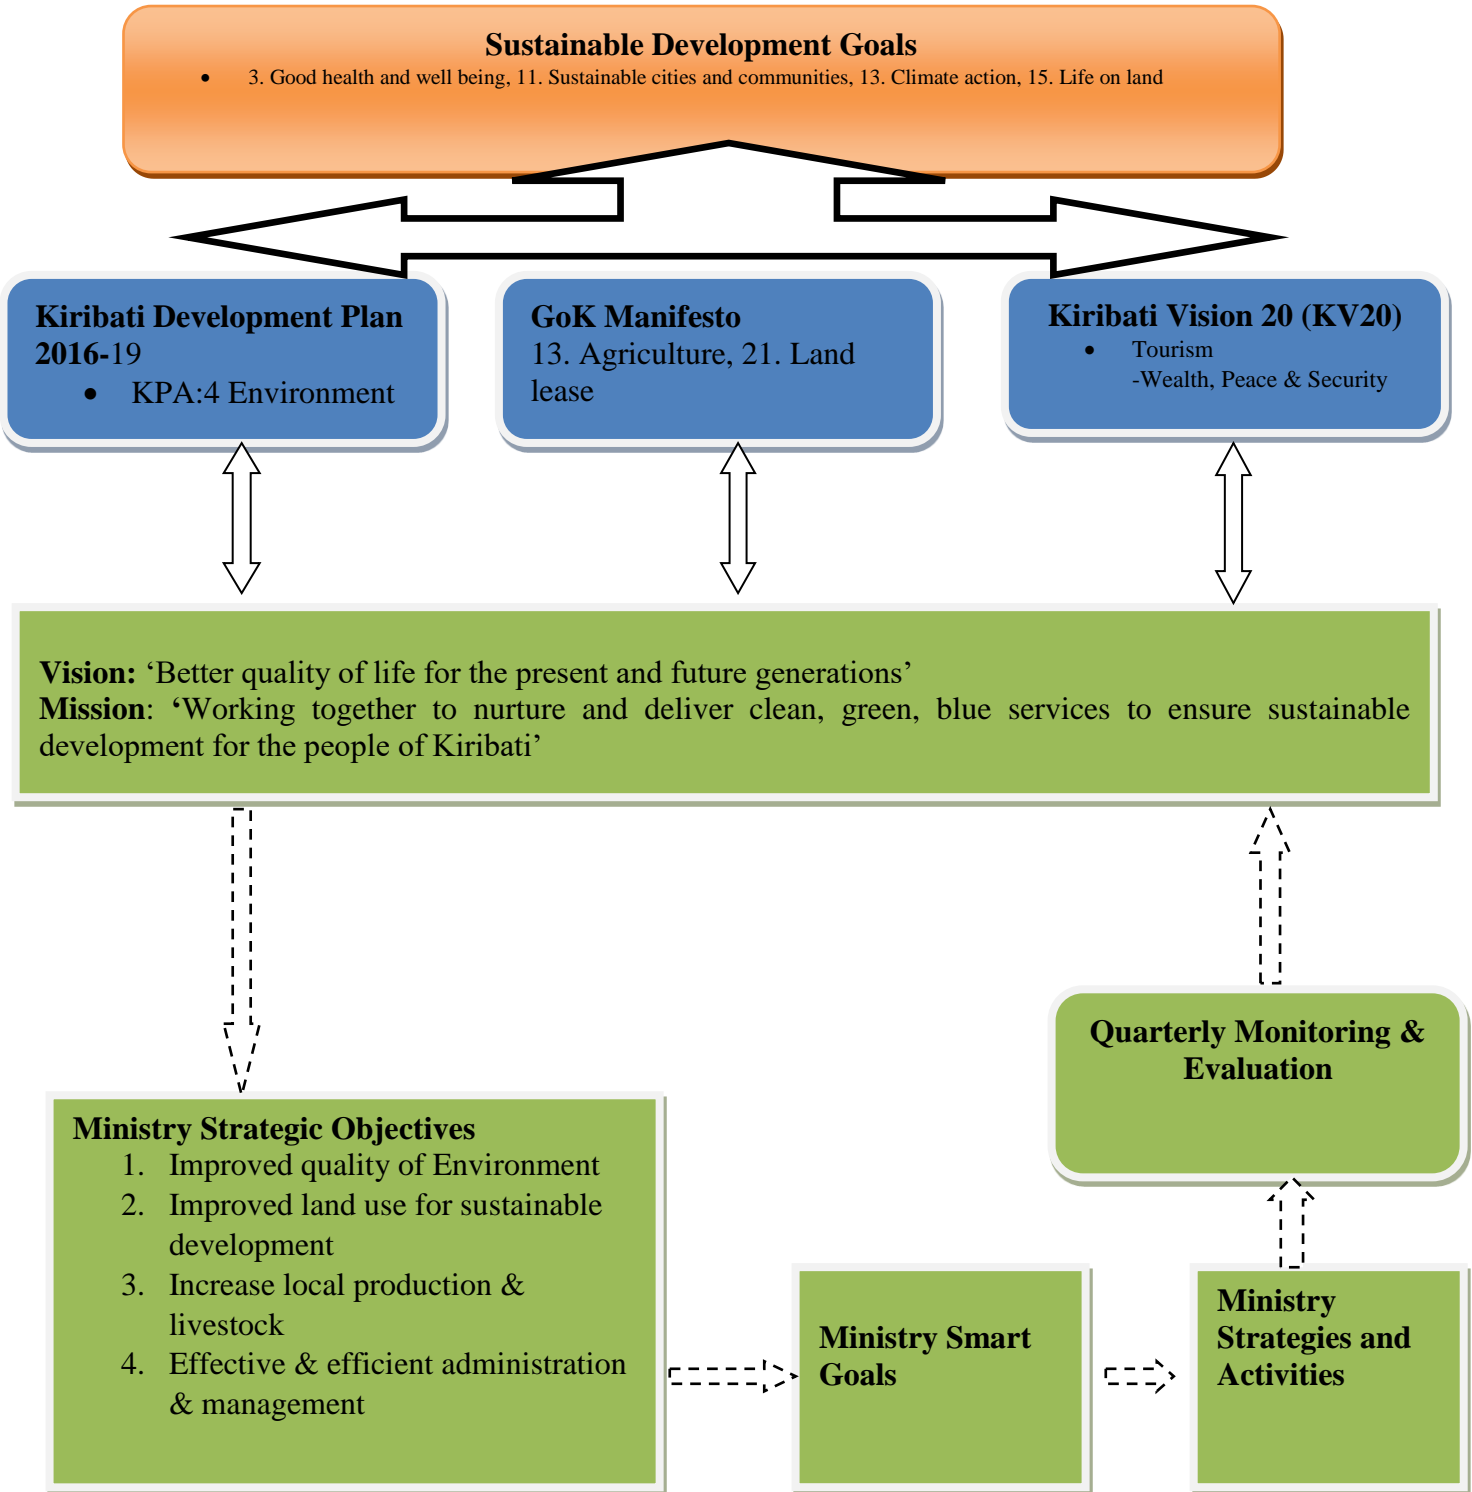 Sustainable Development Goals
• 3. Good health and well being, 11. Sustainable cities and communities, 13. Climate action, 15. Life on land
Kiribati Development Plan
2016-19
• KPA:4 Environment
GoK Manifesto
13. Agriculture, 21. Land
lease
Kiribati Vision 20 (KV20)
• Tourism
-Wealth, Peace & Security
Vision: ‘Better quality of life for the present and future generations’
Mission: ‘Working together to nurture and deliver clean, green, blue services to ensure sustainable
development for the people of Kiribati’
Quarterly Monitoring &
Evaluation
Ministry Strategic Objectives
1. Improved quality of Environment
2. Improved land use for sustainable
development
3. Increase local production &
livestock
4. Effective & efficient administration
& management
Ministry Smart
Goals
Ministry
Strategies and
Activities